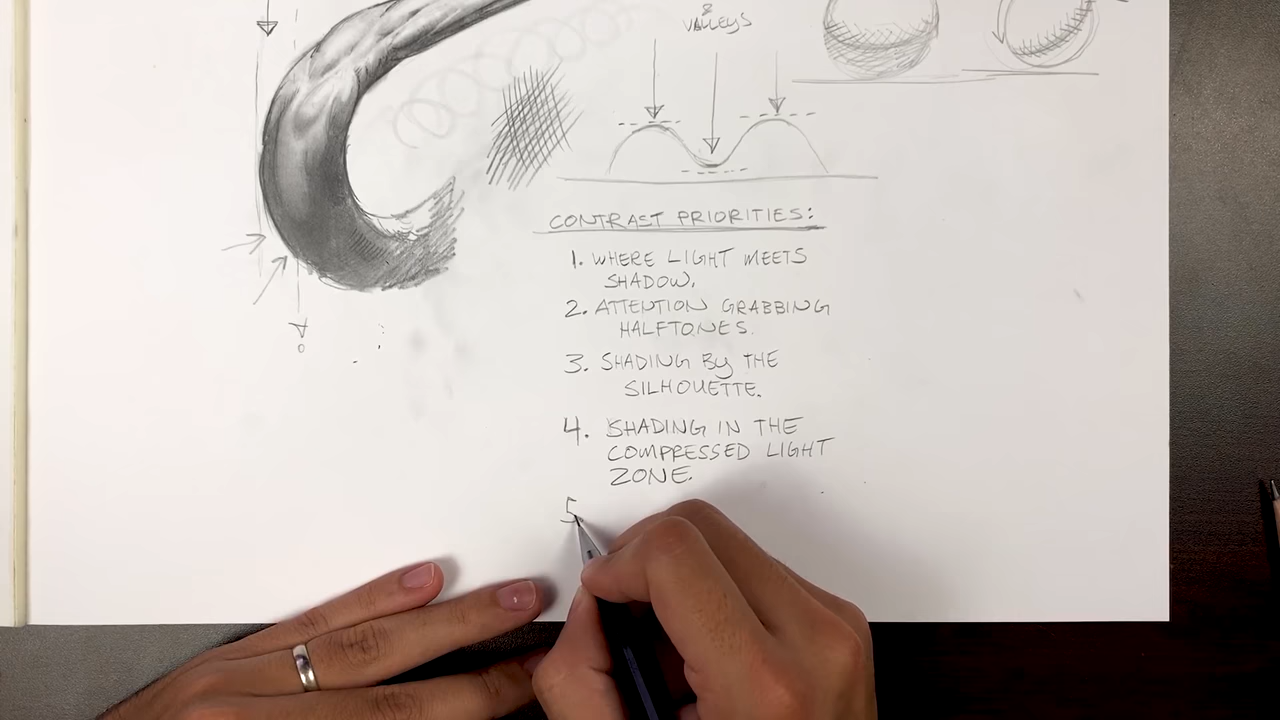 &
VALLEYS
CONTRAST PRIORITIES:
1. WHERE LIGHT MEETS
SHADOW.
2. ATTENTION GRABBING
HALFTONES.
3. SHADING BY THE
SILHOUETTE.
4. SHADING IN THE
COMPRESSED LIGHT
ZONE.
5